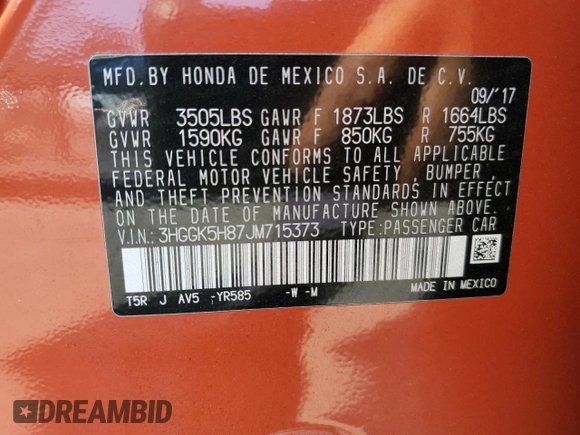 MFD.BY HONDA DE MEXICO S.A. DE C.V.
09/'17
GVWR 3505LBS GAWR F 1873LBS R 1664LBS
GVWR 1590KG GAWR F 850KG R 755KG
THIS VEHICLE CONFORMS TO ALL APPLICABLE
FEDERAL MOTOR VEHICLE SAFETY , BUMPER ,
AND THEFT PREVENTION STANDARDS IN EFFECT
ON THE DATE OF MANUFACTURE SHOWN ABOVE.
V.I.N: 3HGGK5H87JM715373 TYPE:PASSENGER CAR
T5R J AV5 -YR585 -W -M MADE IN MEXICO
DREAMBID